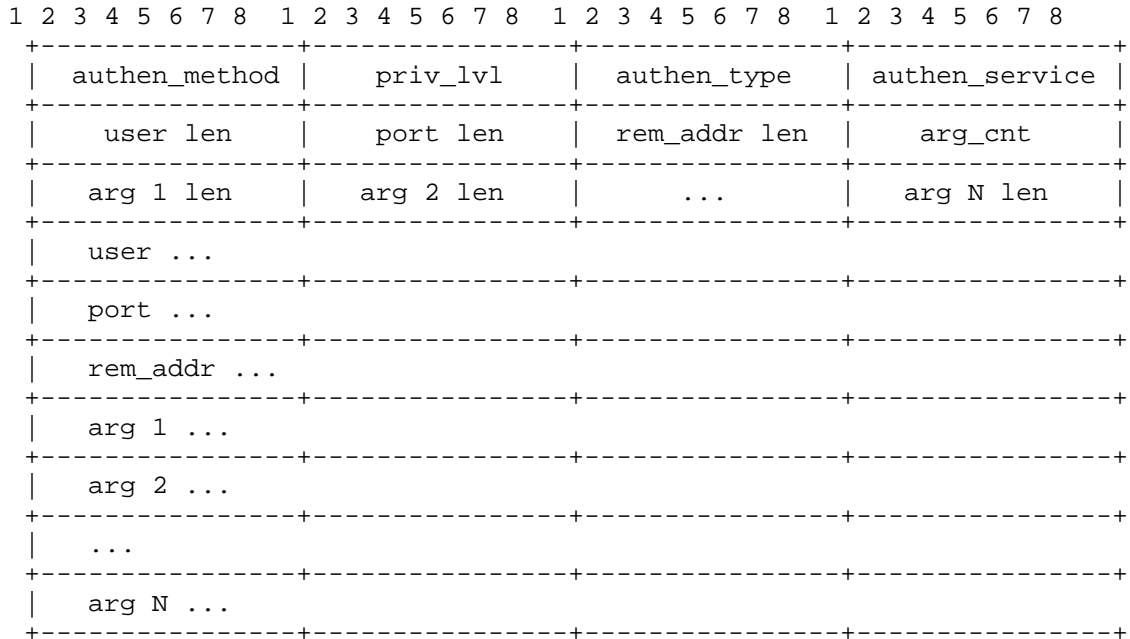 1 2 3 4 5 6 7 8  1 2 3 4 5 6 7 8  1 2 3 4 5 6 7 8  1 2 3 4 5 6 7 8
+----------------+----------------+----------------+----------------+
|  authen_method |    priv_lvl    |  authen_type   | authen_service |
+----------------+----------------+----------------+----------------+
|    user len    |    port len    |  rem_addr len  |    arg_cnt     |
+----------------+----------------+----------------+----------------+
|   arg 1 len    |   arg 2 len    |      ...       |   arg N len    |
+----------------+----------------+----------------+----------------+
|   user ...
+----------------+----------------+----------------+----------------+
|   port ...
+----------------+----------------+----------------+----------------+
|   rem_addr ...
+----------------+----------------+----------------+----------------+
|   arg 1 ...
+----------------+----------------+----------------+----------------+
|   arg 2 ...
+----------------+----------------+----------------+----------------+
|   ...
+----------------+----------------+----------------+----------------+
|   arg N ...
+----------------+----------------+----------------+----------------+